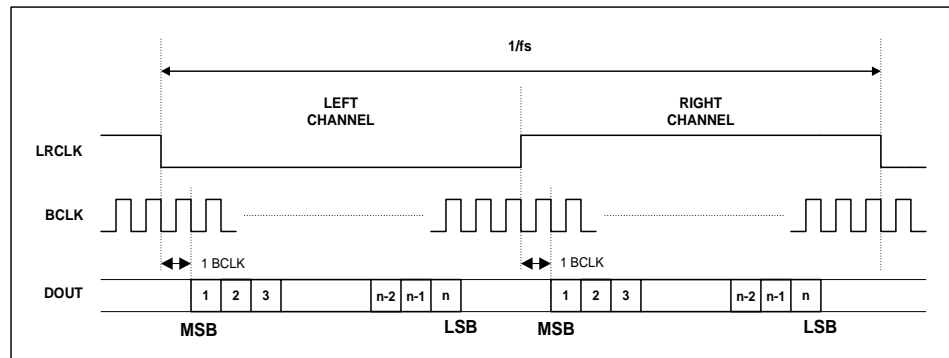 1/fs
LEFT
CHANNEL
RIGHT
CHANNEL
LRCLK
BCLK
1 BCLK
1 BCLK
DOUT
1 2 3 n-2 n-1 n 1 2 3 n-2 n-1 n
MSB LSB MSB LSB